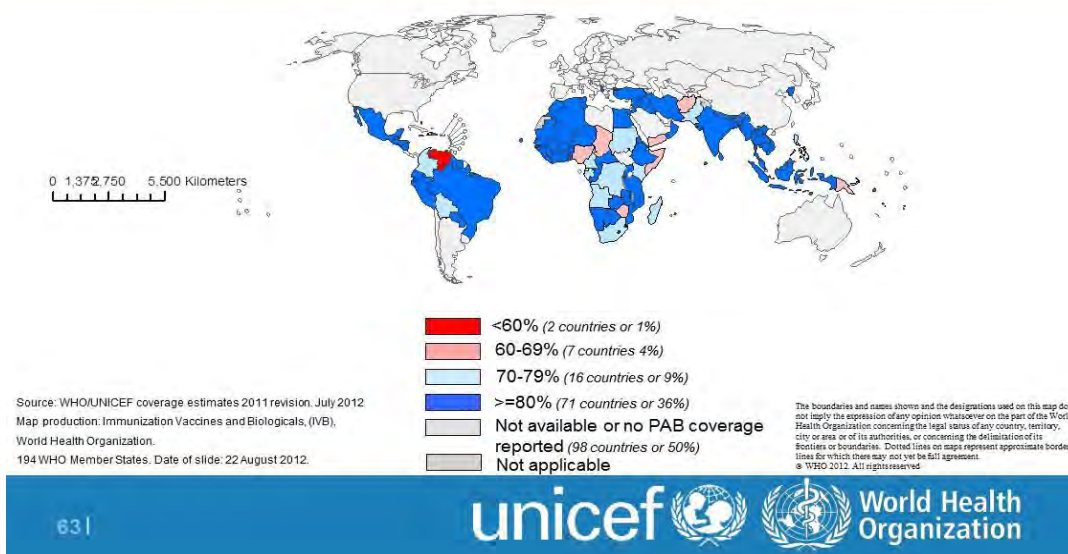 0 1,375 2,750 5,500 Kilometers
<60% (2 countries or 1%)
60-69% (7 countries 4%)
70-79% (16 countries or 9%)
>=80% (71 countries or 36%)
Not available or no PAB coverage
reported (98 countries or 50%)
Not applicable
Source: WHO/UNICEF coverage estimates 2011 revision. July 2012
Map production: Immunization Vaccines and Biologicals, (IVB),
World Health Organization.
194 WHO Member States. Date of slide: 22 August 2012.
The boundaries and names shown and the designations used on this map do
not imply the expression of any opinion whatsoever on the part of the World
Health Organization concerning the legal status of any country, territory,
city or area or of its authorities, or concerning the delimitation of its
frontiers or boundaries. Dotted lines on maps represent approximate border
lines for which there may not yet be full agreement.
© WHO 2012. All rights reserved
63 |
unicef
World Health
Organization